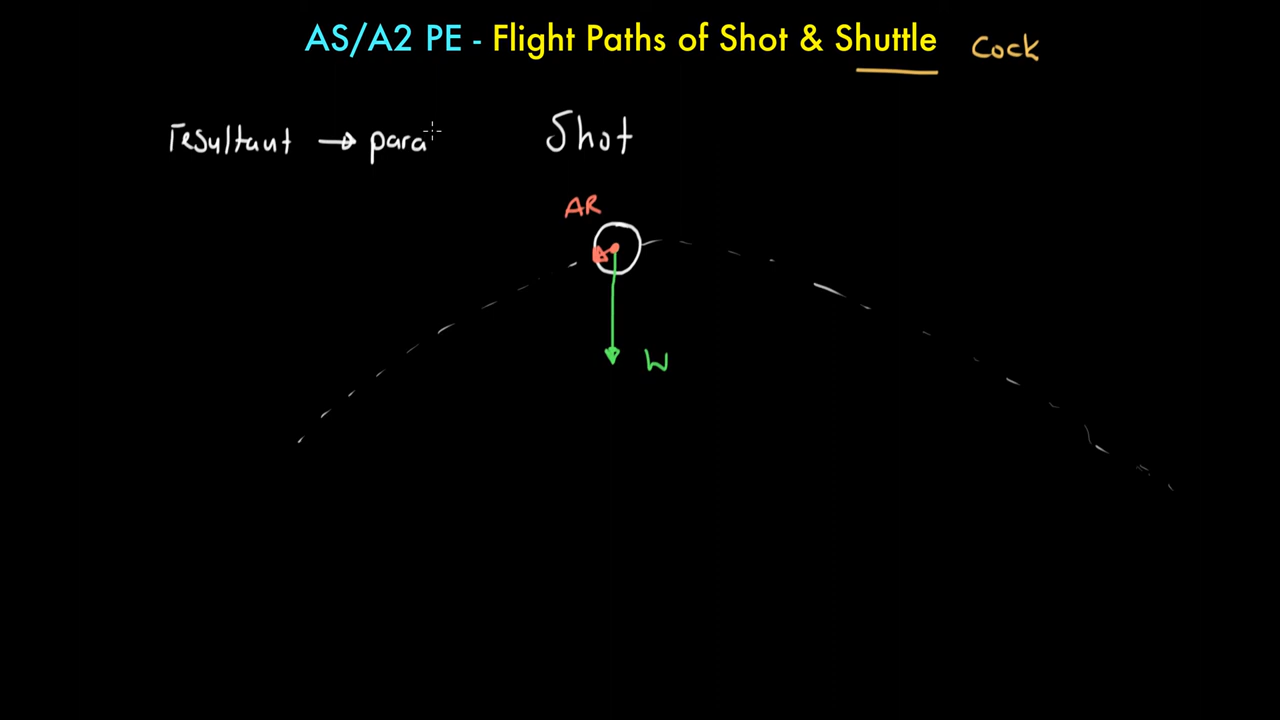 AS/A2 PE - Flight Paths of Shot & Shuttle cock
resultant → para
Shot
AR
W